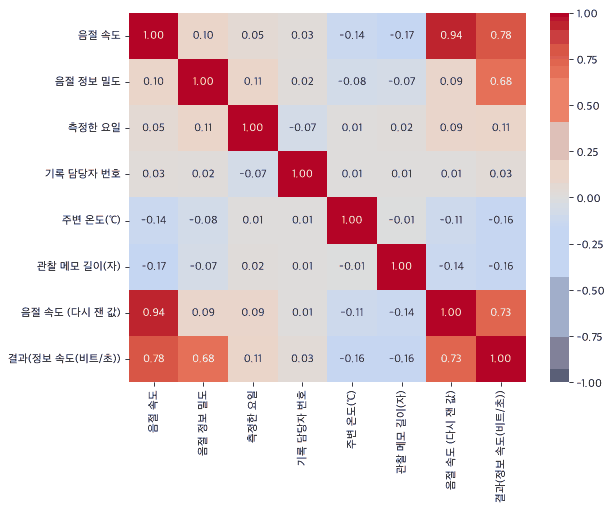 음절 속도 1.00 0.10 0.05 0.03 −0.14 −0.17 0.94 0.78
음절 정보 밀도 0.10 1.00 0.11 0.02 −0.08 −0.07 0.09 0.68
측정한 요일 0.05 0.11 1.00 −0.07 0.01 0.02 0.09 0.11
기록 담당자 번호 0.03 0.02 −0.07 1.00 0.01 0.01 0.01 0.03
주변 온도(℃) −0.14 −0.08 0.01 0.01 1.00 −0.01 −0.11 −0.16
관찰 메모 길이(자) −0.17 −0.07 0.02 0.01 −0.01 1.00 −0.14 −0.16
음절 속도 (다시 잰 값) 0.94 0.09 0.09 0.01 −0.11 −0.14 1.00 0.73
결과(정보 속도(비트/초)) 0.78 0.68 0.11 0.03 −0.16 −0.16 0.73 1.00
음절 속도
음절 정보 밀도
측정한 요일
기록 담당자 번호
주변 온도(℃)
관찰 메모 길이(자)
음절 속도 (다시 잰 값)
결과(정보 속도(비트/초))
1.00
0.75
0.50
0.25
0.00
−0.25
−0.50
−0.75
−1.00